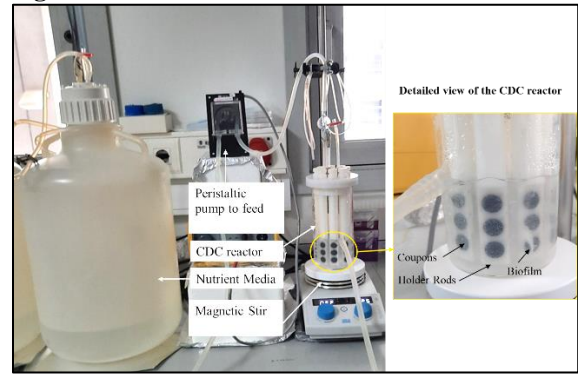 Detailed view of the CDC reactor
Peristaltic
pump to feed
CDC reactor
Nutrient Media
Magnetic Stir
Coupons
Holder Rods
Biofilm